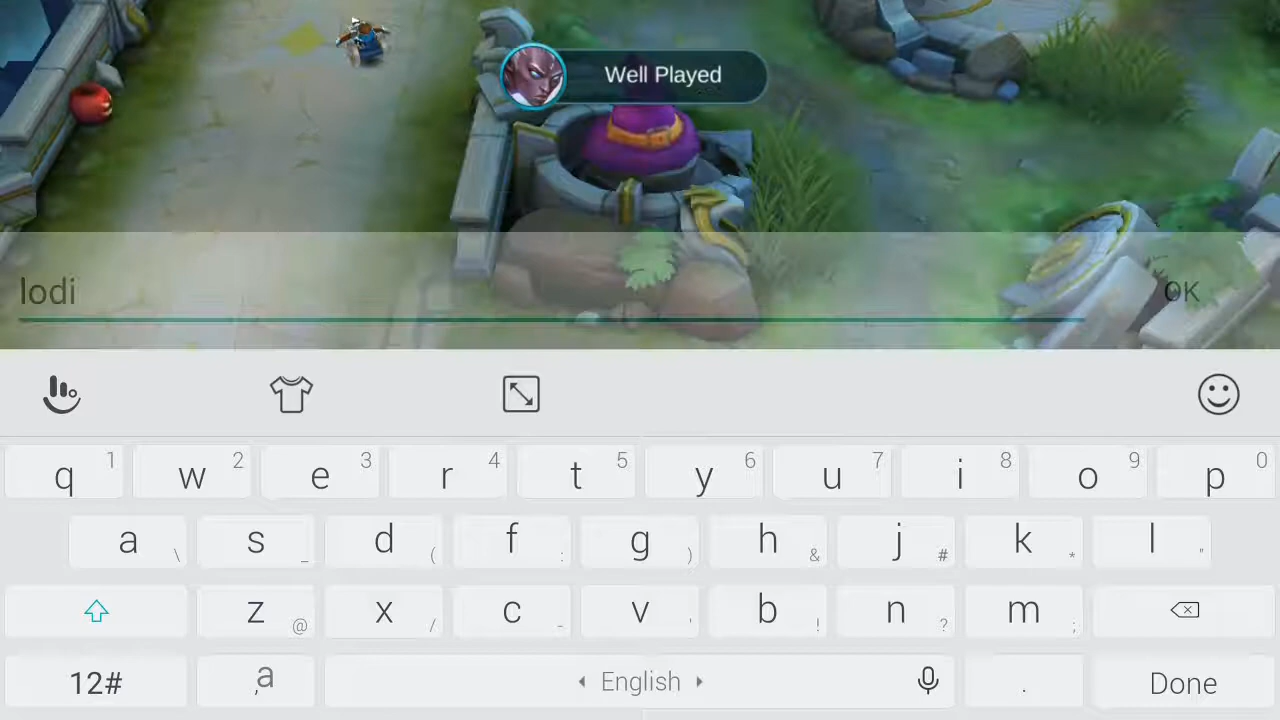 Well Played
lodi
OK
q 1 w 2 e 3 r 4 t 5 y 6 u 7 i 8 o 9 p 0
a \ s _ d ( f : g ) h & j # k * l "
z @ x / c - v ' b ! n ? m ;
12# , a English . Done